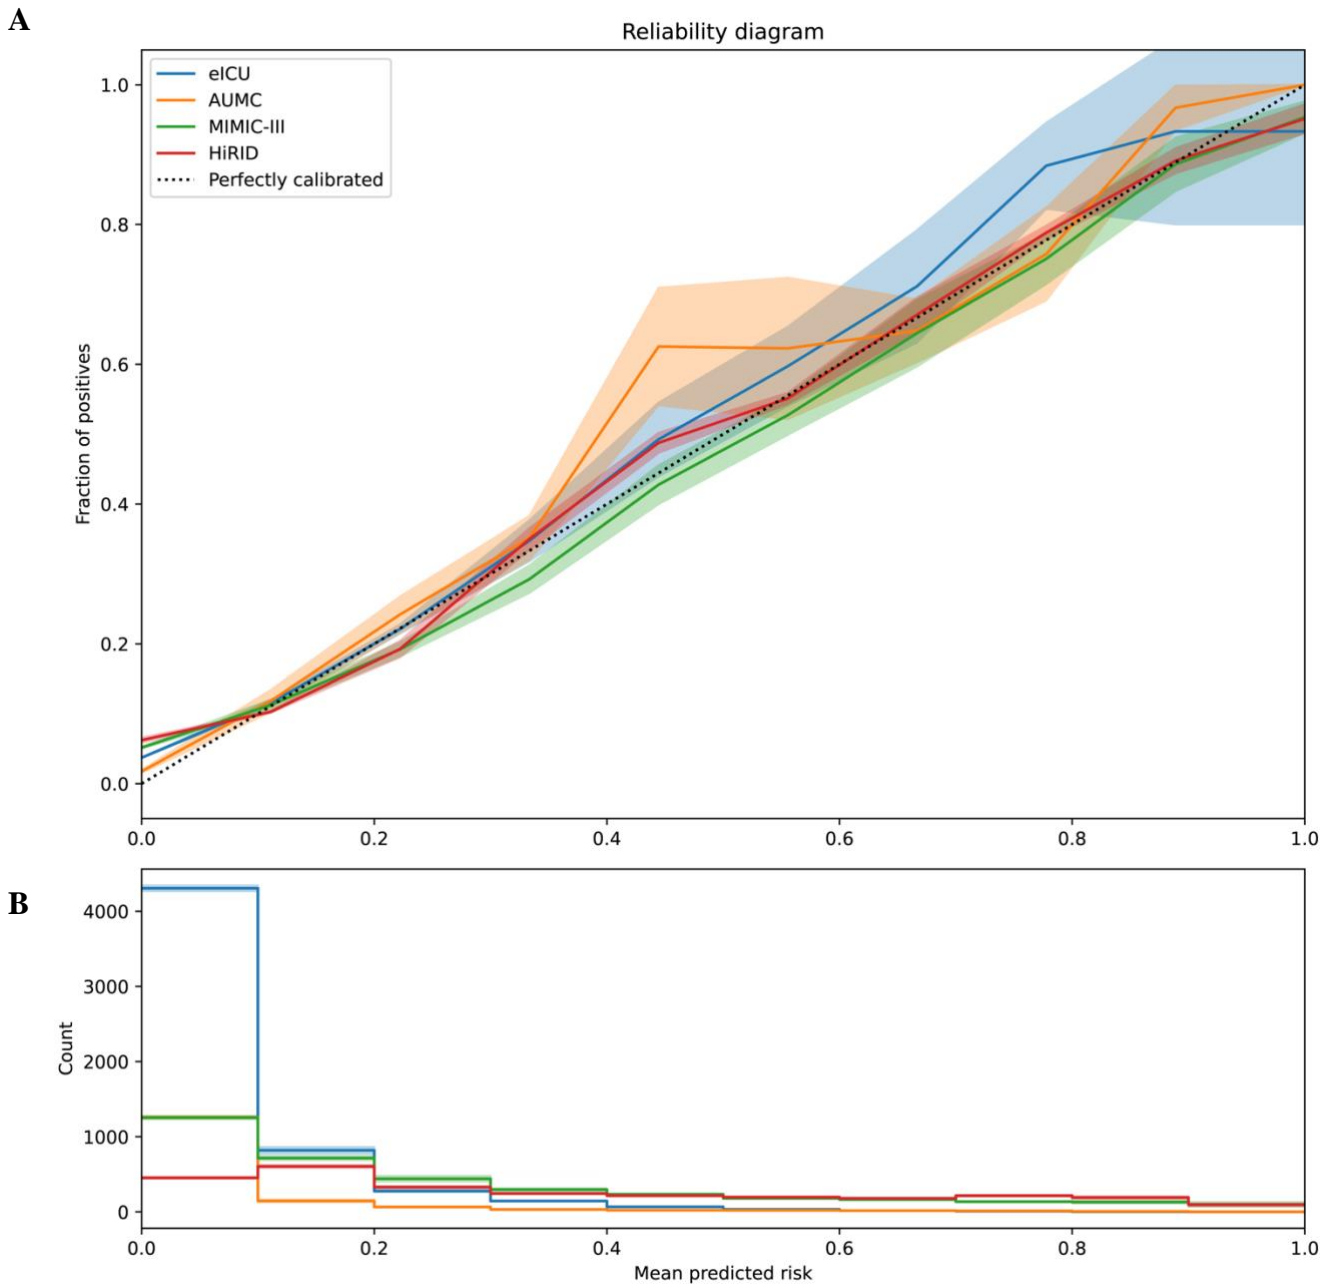 A
Reliability diagram
eICU
AUMC
MIMIC-III
HiRID
Perfectly calibrated
Fraction of positives
1.0
0.8
0.6
0.4
0.2
0.0
0.0 0.2 0.4 0.6 0.8 1.0
B
Count
4000
3000
2000
1000
0
0.0 0.2 0.4 0.6 0.8 1.0
Mean predicted risk